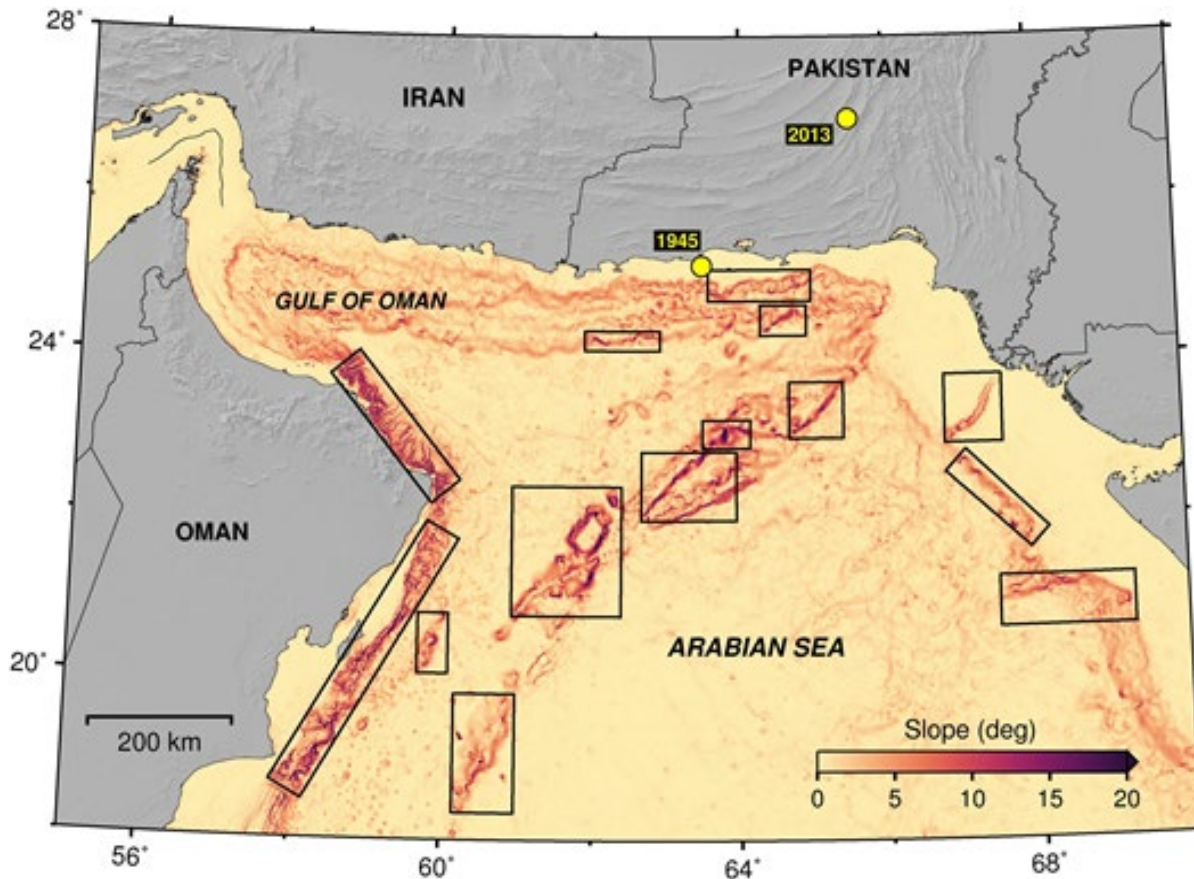 28°
PAKISTAN
IRAN
2013
1945
GULF OF OMAN
24°
OMAN
ARABIAN SEA
20°
200 km
Slope (deg)
0 5 10 15 20
56° 60° 64° 68°